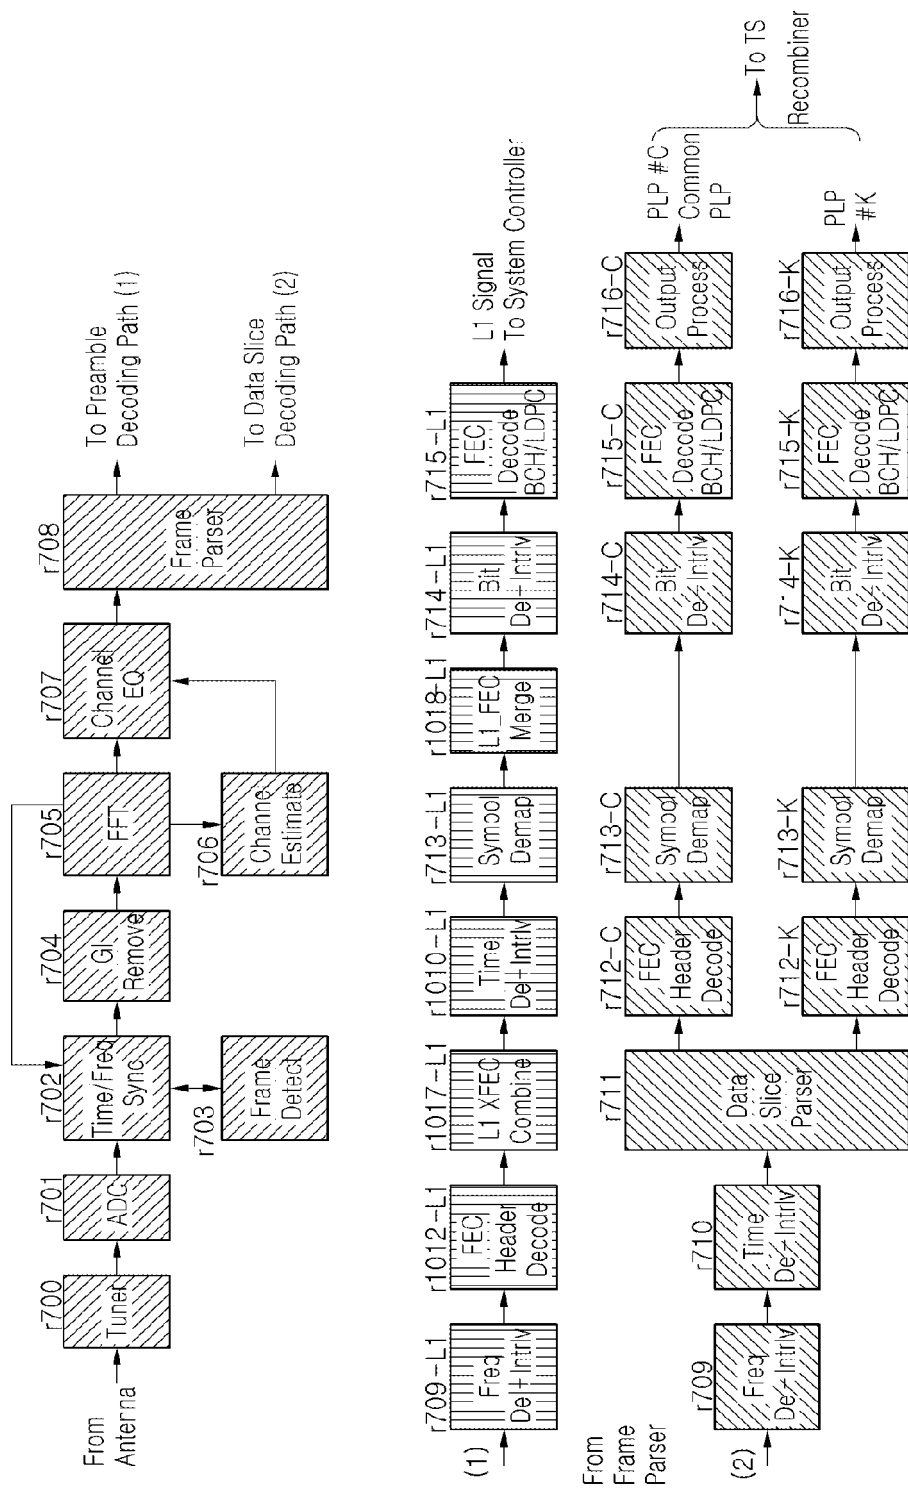 From
Antenna
r700
Tuner
r701
ADC
r702
Time/Freq
Sync
r703
Frame
Detect
r704
GI
Remove
r705
FFT
r706
Channel
Estimate
r707
Channel
EQ
r708
Frame
Parser
To Preamble
Decoding Path (1)
To Data Slice
Decoding Path (2)
(1)
r709-L1
Freq
De-Intrlv
r1012-L1
FEC
Header
Decode
r1017-L1
L1 XFEC
Combine
r1010-L1
Time
De-Intrlv
r713-L1
Symbol
Demap
r1018-L1
L1_FEC
Merge
r714-L1
Bit
De-Intrlv
r715-L1
FEC
Decode
BCH/LDPC
L1 Signal
To System Controller
From
Frame
Parser
(2)
r709
Freq
De-Intrlv
r710
Time
De-Intrlv
r711
Data
Slice
Parser
r712-C
FEC
Header
Decode
r713-C
Symbol
Demap
r714-C
Bit
De-Intrlv
r715-C
FEC
Decode
BCH/LDPC
r716-C
Output
Process
PLP #C
Common
PLP
r712-K
FEC
Header
Decode
r713-K
Symbol
Demap
r714-K
Bit
De-Intrlv
r715-K
FEC
Decode
BCH/LDPC
r716-K
Output
Process
PLP
#K
To TS
Recombiner